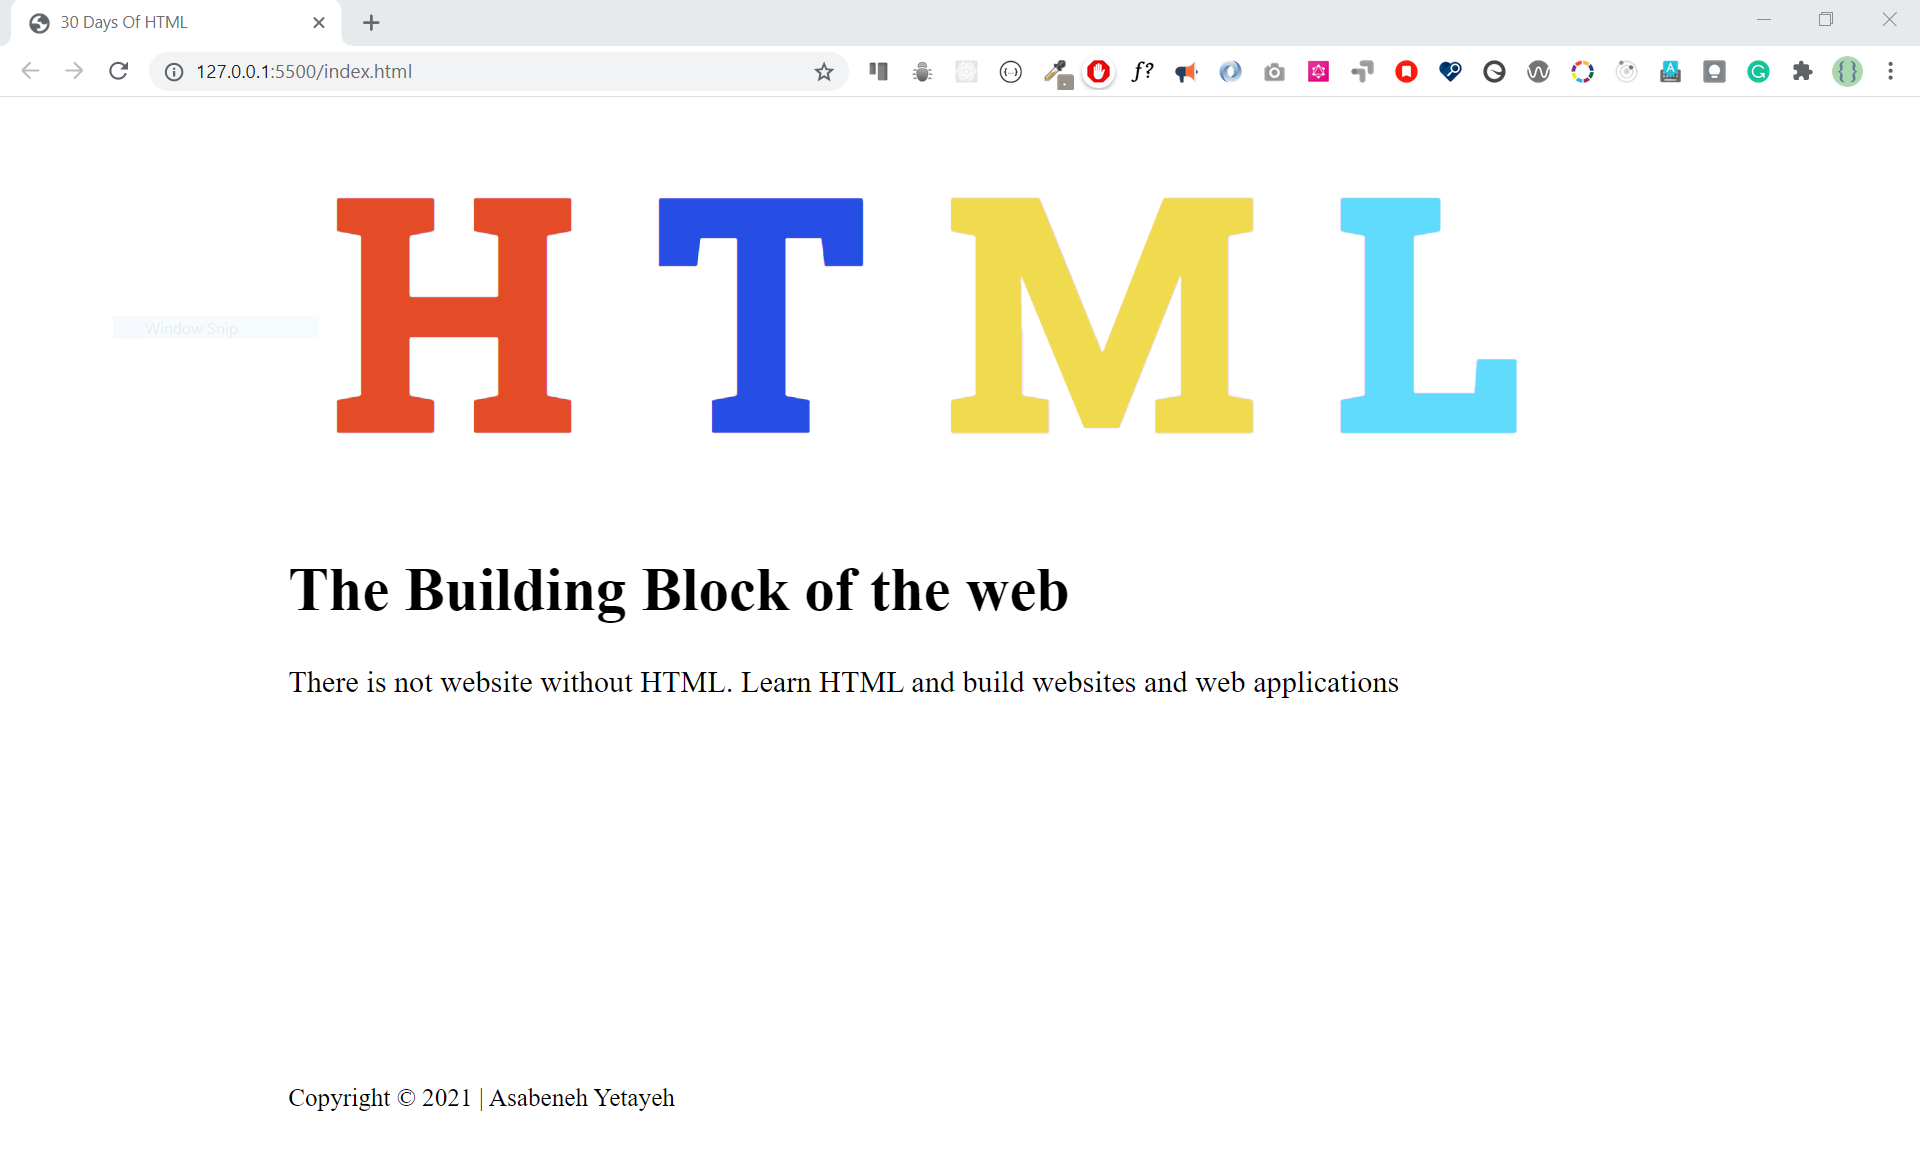 30 Days Of HTML
127.0.0.1:5500/index.html
f?
HTML
Window Snip
The Building Block of the web
There is not website without HTML. Learn HTML and build websites and web applications
Copyright © 2021 | Asabeneh Yetayeh